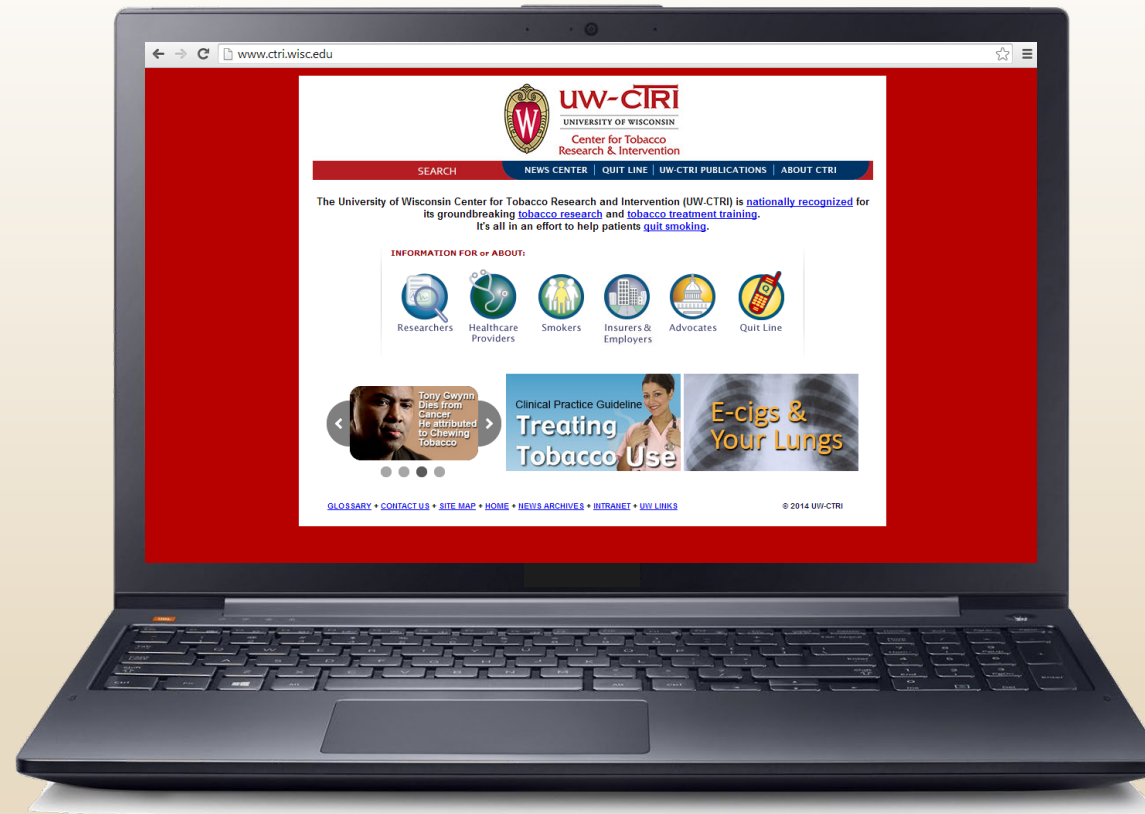 www.ctri.wisc.edu
W
UW-CTRI
UNIVERSITY OF WISCONSIN
Center for Tobacco
Research & Intervention
SEARCH NEWS CENTER | QUIT LINE | UW-CTRI PUBLICATIONS | ABOUT CTRI
The University of Wisconsin Center for Tobacco Research and Intervention (UW-CTRI) is nationally recognized for
its groundbreaking tobacco research and tobacco treatment training.
It's all in an effort to help patients quit smoking.
INFORMATION FOR or ABOUT:
Researchers
Healthcare
Providers
Smokers
Insurers &
Employers
Advocates
Quit Line
Tony Gwynn
Dies from
Cancer
He attributed
to Chewing
Tobacco
Clinical Practice Guideline
Treating
Tobacco Use
E-cigs &
Your Lungs
GLOSSARY + CONTACT US + SITE MAP + HOME + NEWS ARCHIVES + INTRANET + UW LINKS © 2014 UW-CTRI